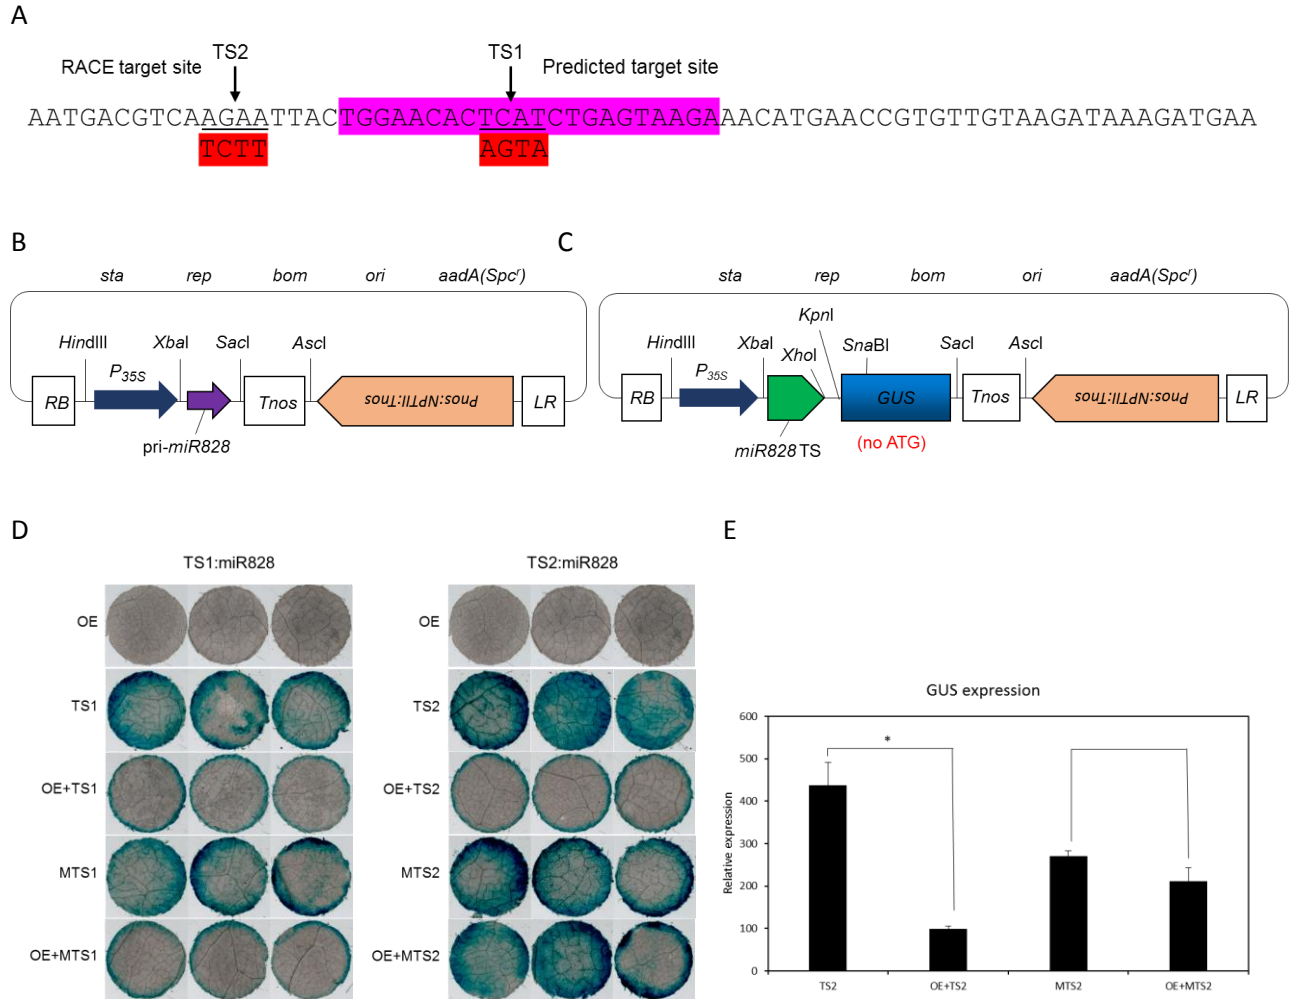 A
TS2
TS1
RACE target site
Predicted target site
AATGACGTCAAGAATTACTGGAACACTCATCTGAGTAAGAAACATGAACCGTGTTGTAAGATAAAGATGAA
TCTT
AGTA
B
sta rep bom ori aadA(Spcʳ)
HindIII XbaI SacI AscI
P35S
RB
Tnos
Pnos:NPTII:Tnos
LR
pri-miR828
C
sta rep bom ori aadA(Spcʳ)
KpnI
HindIII XbaI XhoI SnaBI SacI AscI
P35S
RB
GUS
Tnos
Pnos:NPTII:Tnos
LR
miR828 TS
(no ATG)
D
TS1:miR828
OE
TS1
OE+TS1
MTS1
OE+MTS1
TS2:miR828
OE
TS2
OE+TS2
MTS2
OE+MTS2
E
GUS expression
Relative expression
600
500
400
300
200
100
0
*
TS2 OE+TS2 MTS2 OE+MTS2